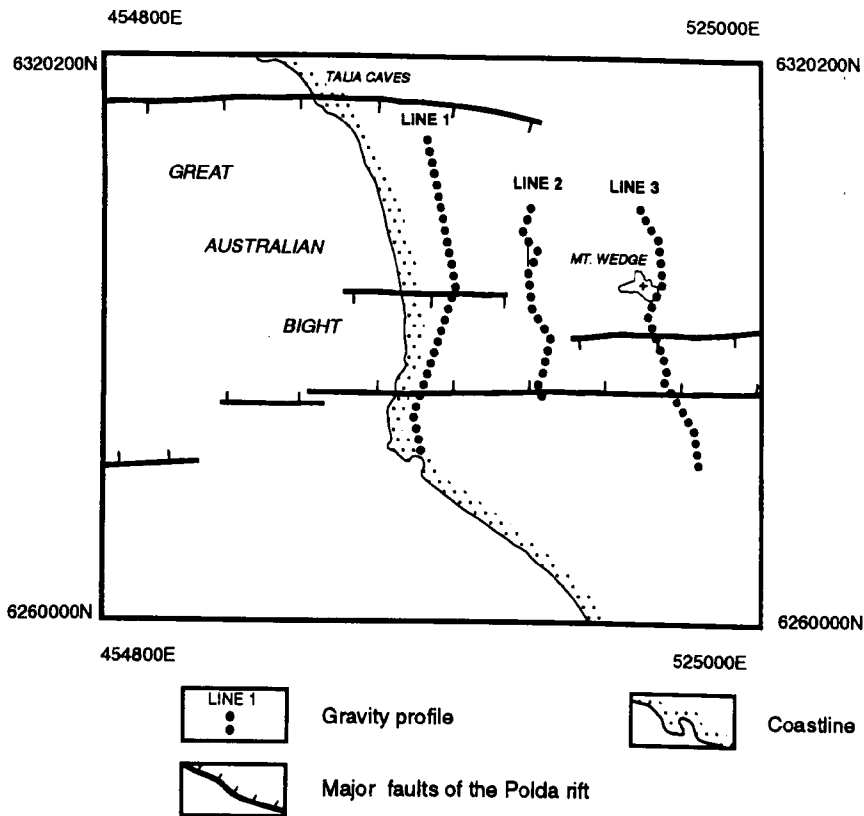 454800E
525000E
6320200N
6320200N
TALIA CAVES
LINE 1
GREAT
LINE 2
LINE 3
AUSTRALIAN
MT. WEDGE
BIGHT
6260000N
6260000N
454800E
525000E
LINE 1
Gravity profile
Coastline
Major faults of the Polda rift